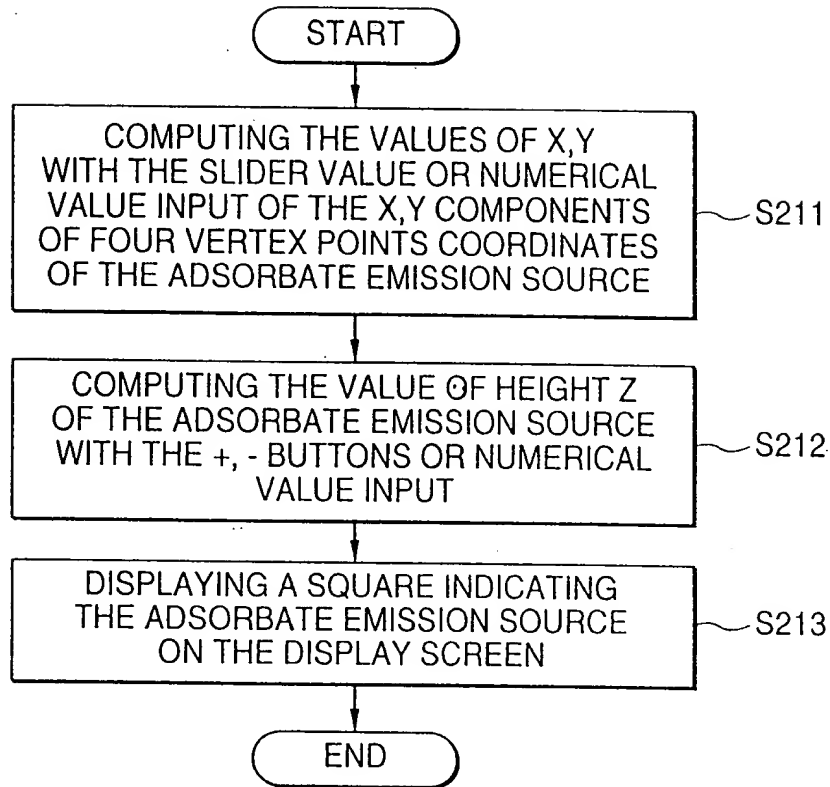 START
COMPUTING THE VALUES OF X,Y
WITH THE SLIDER VALUE OR NUMERICAL
VALUE INPUT OF THE X,Y COMPONENTS
OF FOUR VERTEX POINTS COORDINATES
OF THE ADSORBATE EMISSION SOURCE
S211
COMPUTING THE VALUE OF HEIGHT Z
OF THE ADSORBATE EMISSION SOURCE
WITH THE +, - BUTTONS OR NUMERICAL
VALUE INPUT
S212
DISPLAYING A SQUARE INDICATING
THE ADSORBATE EMISSION SOURCE
ON THE DISPLAY SCREEN
S213
END